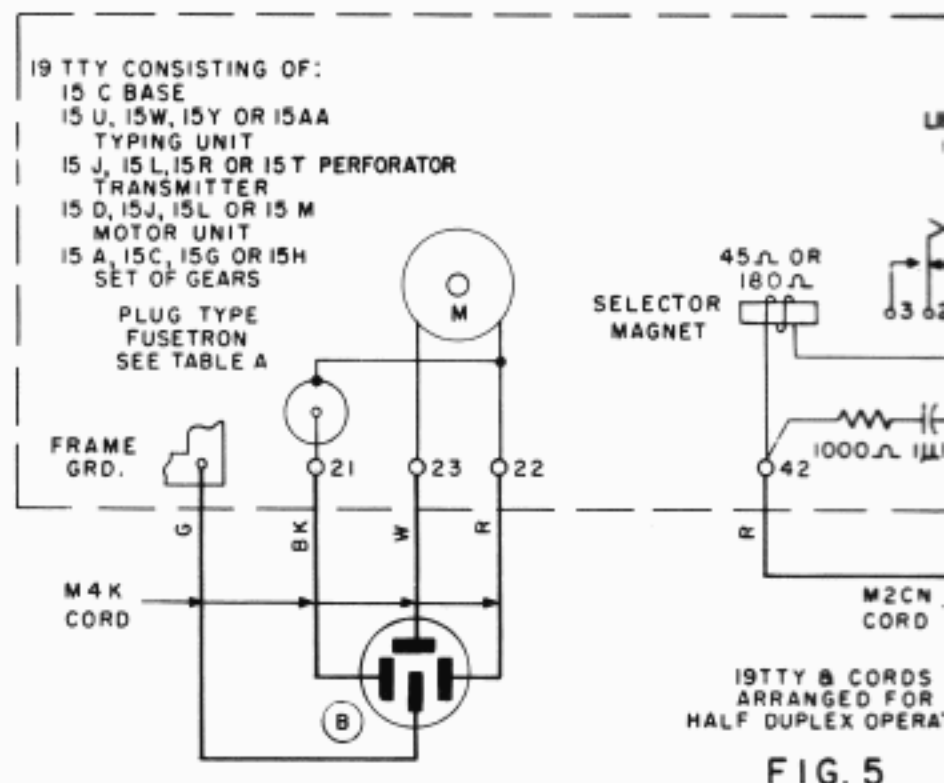 19 TTY CONSISTING OF:
15 C BASE
15 U, 15W, 15Y OR 15AA
TYPING UNIT
15 J, 15 L, 15R OR 15T PERFORATOR
TRANSMITTER
15 D, 15J, 15L OR 15 M
MOTOR UNIT
15 A, 15C, 15G OR 15H
SET OF GEARS
PLUG TYPE
FUSETRON
SEE TABLE A
M
45Ω OR
180Ω
SELECTOR
MAGNET
3
2
FRAME
GRD.
21
23
22
1000Ω
42
G
BK
W
R
R
M4K
CORD
M2CN
CORD
B
19TTY & CORDS
ARRANGED FOR
HALF DUPLEX
FIG. 5